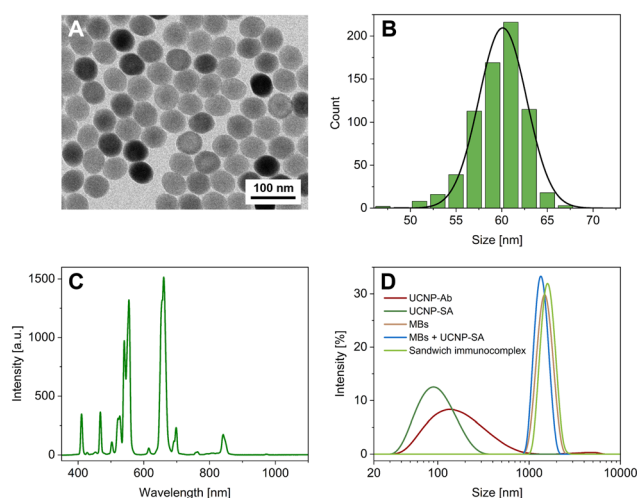 A
100 nm
B
200
150
100
50
0
Count
50 55 60 65 70
Size [nm]
C
1500
1000
500
0
Intensity [a.u.]
400 600 800 1000
Wavelength [nm]
D
UCNP-Ab
UCNP-SA
MBs
MBs + UCNP-SA
Sandwich immunocomplex
30
20
10
0
Intensity [%]
20 100 1000 10000
Size [nm]